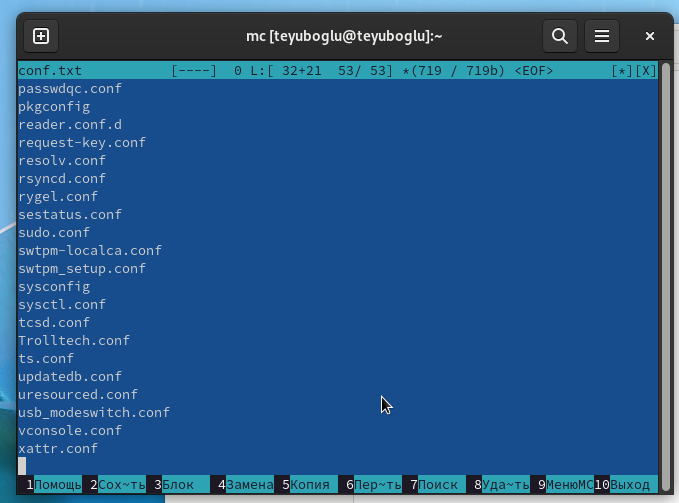 mc [teyuboglu@teyuboglu]:~
conf.txt [----] 0 L:[ 32+21 53/ 53] *(719 / 719b) <EOF> [*][X]
passwdqc.conf
pkgconfig
reader.conf.d
request-key.conf
resolv.conf
rsyncd.conf
rygel.conf
sestatus.conf
sudo.conf
swtpm-localca.conf
swtpm_setup.conf
sysconfig
sysctl.conf
tcsd.conf
Trolltech.conf
ts.conf
updatedb.conf
uresourced.conf
usb_modeswitch.conf
vconsole.conf
xattr.conf
1Помощь 2Сох~ть 3Блок 4Замена 5Копия 6Пер~ть 7Поиск 8Уда~ть 9МенюMC 10Выход